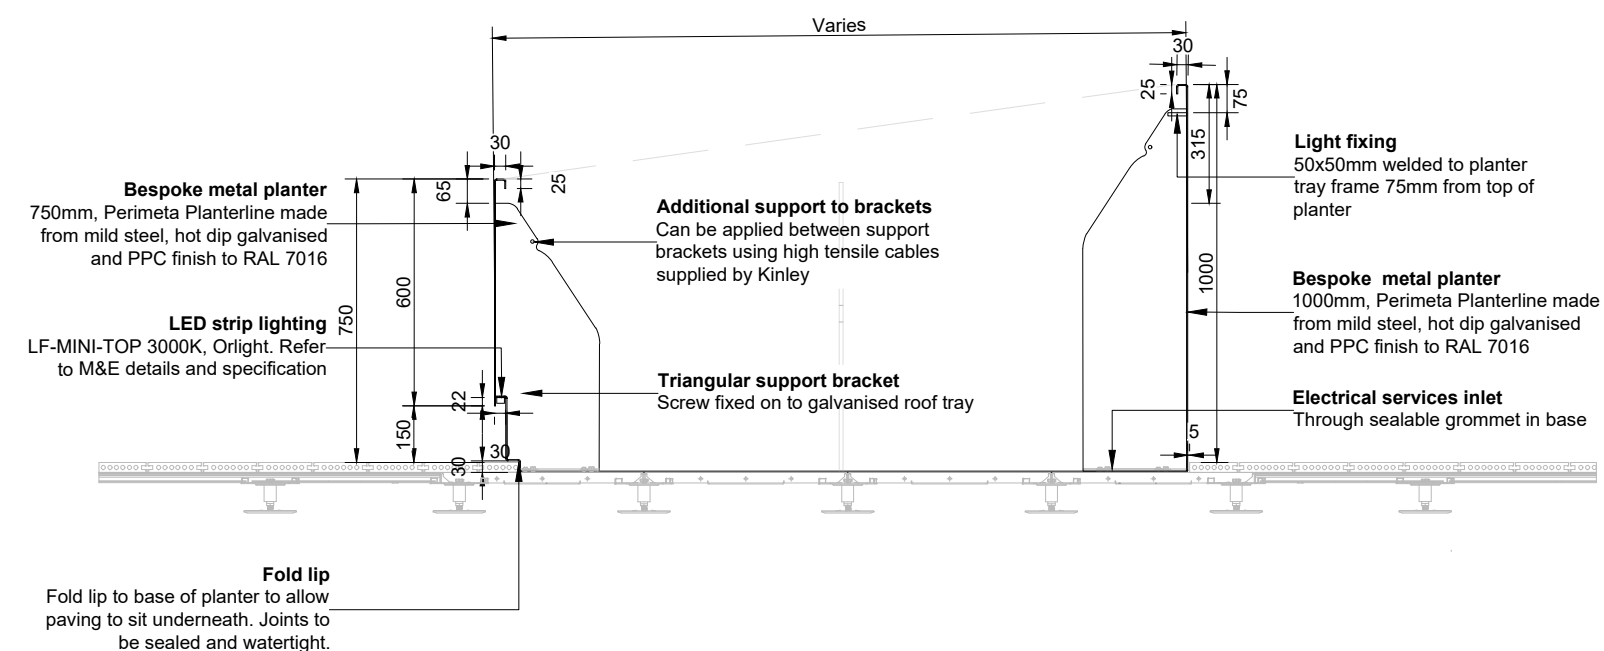 Varies
30
25
75
315
Light fixing
50x50mm welded to planter
tray frame 75mm from top of
planter
30
65
25
Bespoke metal planter
750mm, Perimeta Planterline made
from mild steel, hot dip galvanised
and PPC finish to RAL 7016
Additional support to brackets
Can be applied between support
brackets using high tensile cables
supplied by Kinley
1000
Bespoke metal planter
1000mm, Perimeta Planterline made
from mild steel, hot dip galvanised
and PPC finish to RAL 7016
750
600
LED strip lighting
LF-MINI-TOP 3000K, Orlight. Refer
to M&E details and specification
Triangular support bracket
Screw fixed on to galvanised roof tray
22
150
30
30
Electrical services inlet
Through sealable grommet in base
5
Fold lip
Fold lip to base of planter to allow
paving to sit underneath. Joints to
be sealed and watertight.